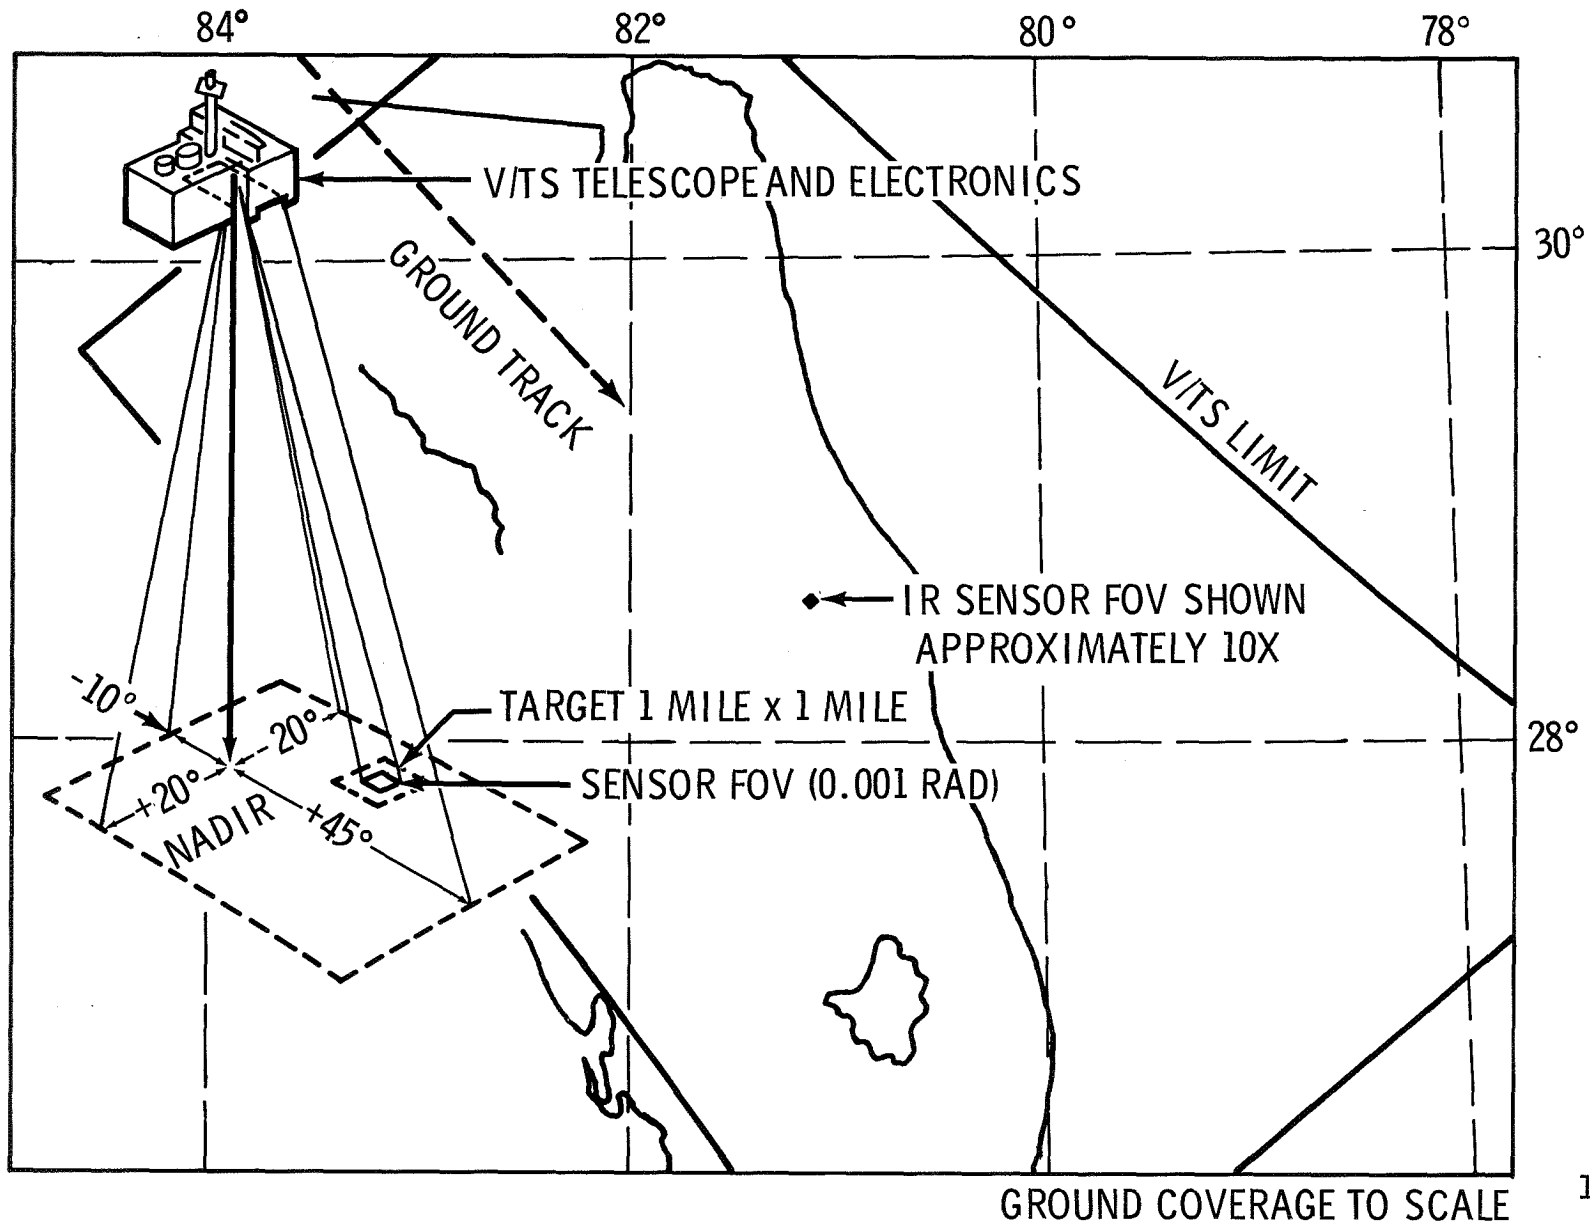 84° 82° 80° 78°
V/TS TELESCOPE AND ELECTRONICS
30°
GROUND TRACK
V/TS LIMIT
IR SENSOR FOV SHOWN
APPROXIMATELY 10X
-10°
TARGET 1 MILE x 1 MILE
20°
28°
SENSOR FOV (0.001 RAD)
+20°
NADIR
+45°
GROUND COVERAGE TO SCALE
1